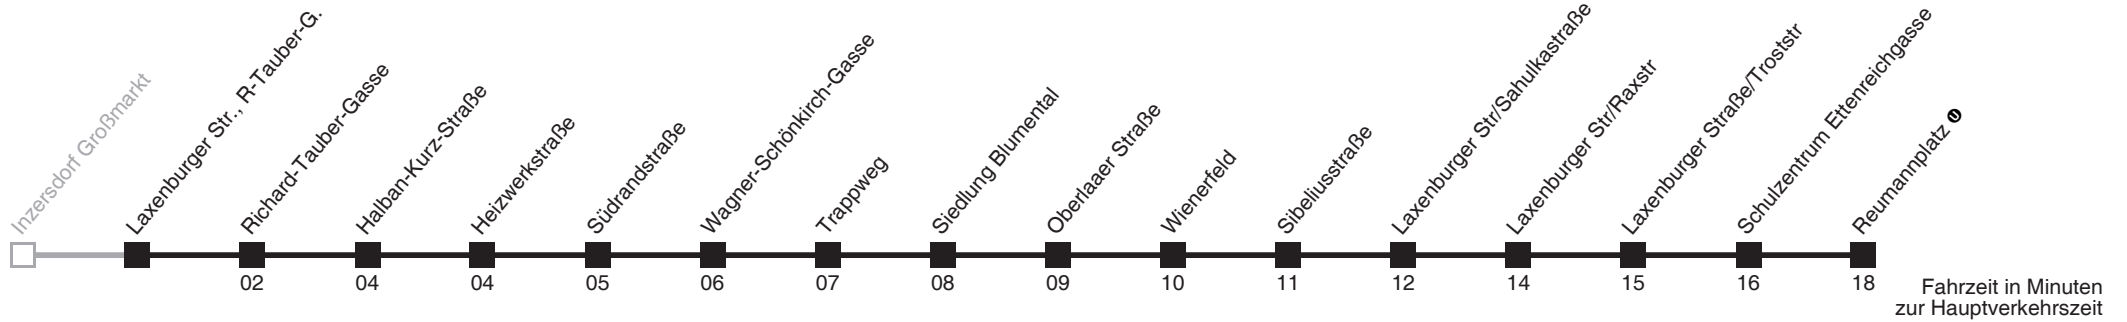 Inzersdorf Großmarkt
Laxenburger Str., R-Tauber-G.
Richard-Tauber-Gasse
Halban-Kurz-Straße
Heizwerkstraße
Südrandstraße
Wagner-Schönkirch-Gasse
Trappweg
Siedlung Blumental
Oberlaaer Straße
Wienerfeld
Sibeliusstraße
Laxenburger Str/Sahulkastraße
Laxenburger Str/Raxstr
Laxenburger Straße/Troststr
Schulzentrum Ettenreichgasse
Reumannplatz U
02 04 04 05 06 07 08 09 10 11 12 14 15 16 18
Fahrzeit in Minuten
zur Hauptverkehrszeit